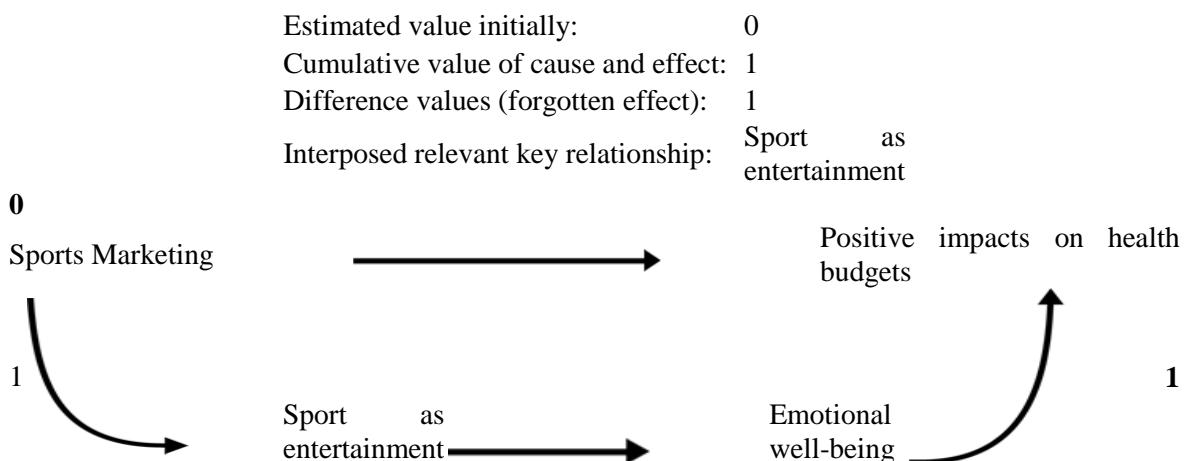 Estimated value initially: 0
Cumulative value of cause and effect: 1
Difference values (forgotten effect): 1
Interposed relevant key relationship: Sport as
entertainment
0
Sports Marketing
Positive impacts on health
budgets
1
1
Sport as
entertainment
Emotional
well-being